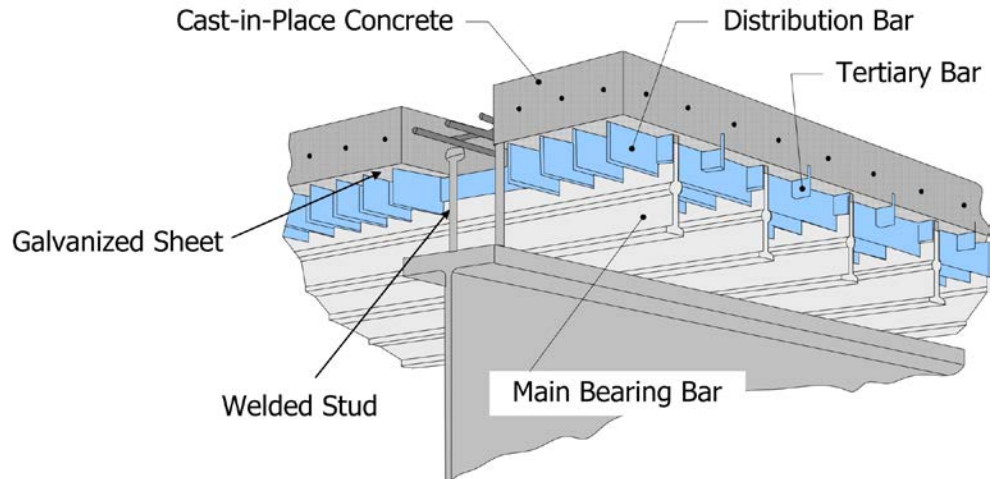 Cast-in-Place Concrete
Distribution Bar
Tertiary Bar
Galvanized Sheet
Welded Stud
Main Bearing Bar